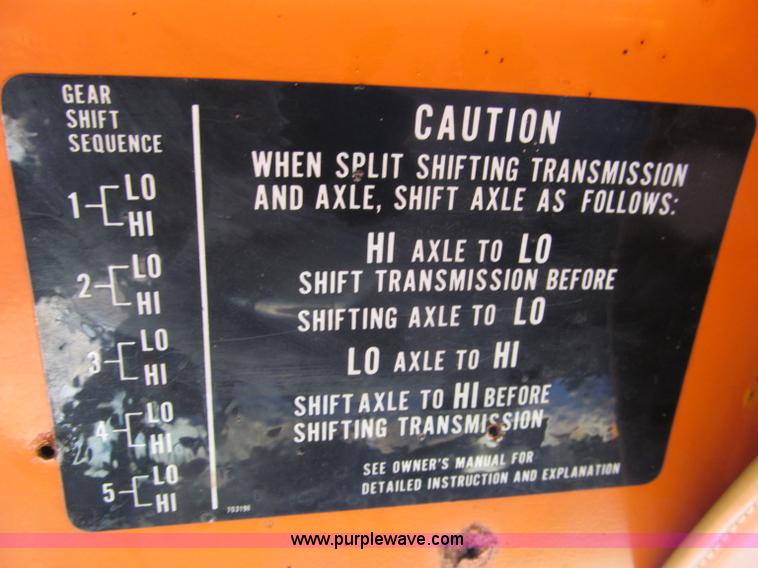 GEAR
SHIFT
SEQUENCE
1 LO
HI
2 LO
HI
3 LO
HI
4 LO
HI
5 LO
HI
CAUTION
WHEN SPLIT SHIFTING TRANSMISSION
AND AXLE, SHIFT AXLE AS FOLLOWS:
HI AXLE TO LO
SHIFT TRANSMISSION BEFORE
SHIFTING AXLE TO LO
LO AXLE TO HI
SHIFT AXLE TO HI BEFORE
SHIFTING TRANSMISSION
SEE OWNER'S MANUAL FOR
DETAILED INSTRUCTION AND EXPLANATION
www.purplewave.com